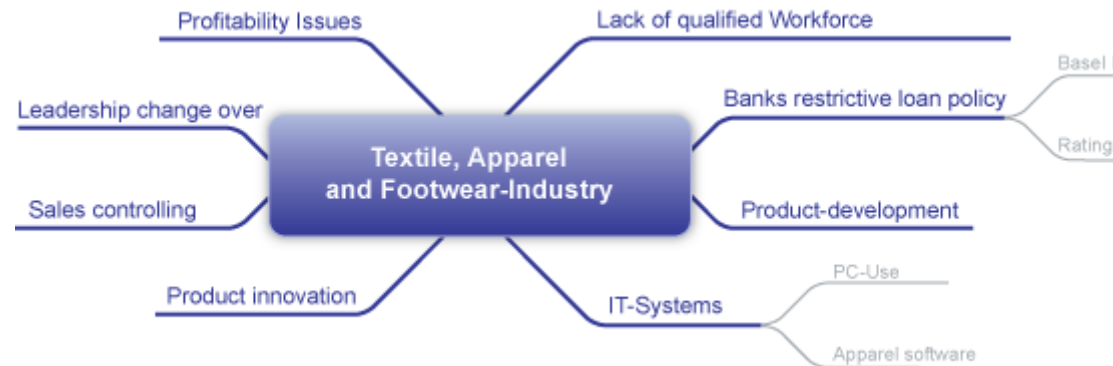 Profitability Issues
Lack of qualified Workforce
Basel
Leadership change over
Banks restrictive loan policy
Textile, Apparel
and Footwear-Industry
Rating
Sales controlling
Product-development
PC-Use
Product innovation
IT-Systems
Apparel software